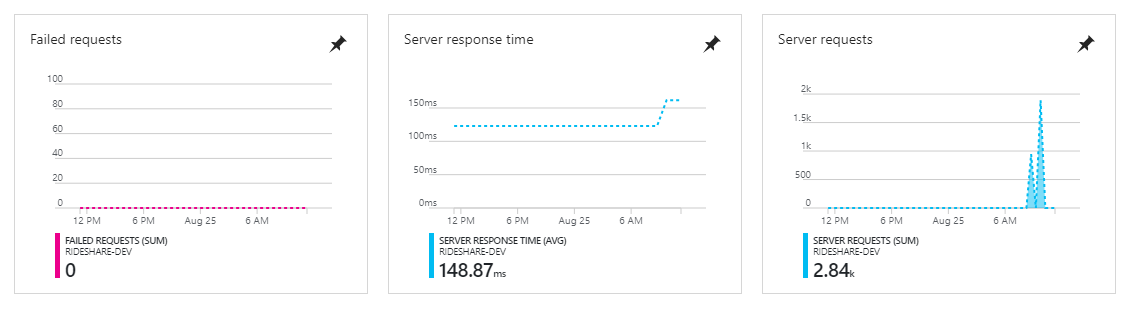 Failed requests
100
80
60
40
20
0
12 PM 6 PM Aug 25 6 AM
FAILED REQUESTS (SUM)
RIDESHARE-DEV
0
Server response time
150ms
100ms
50ms
0ms
12 PM 6 PM Aug 25 6 AM
SERVER RESPONSE TIME (AVG)
RIDESHARE-DEV
148.87ms
Server requests
2k
1.5k
1k
500
0
12 PM 6 PM Aug 25 6 AM
SERVER REQUESTS (SUM)
RIDESHARE-DEV
2.84k